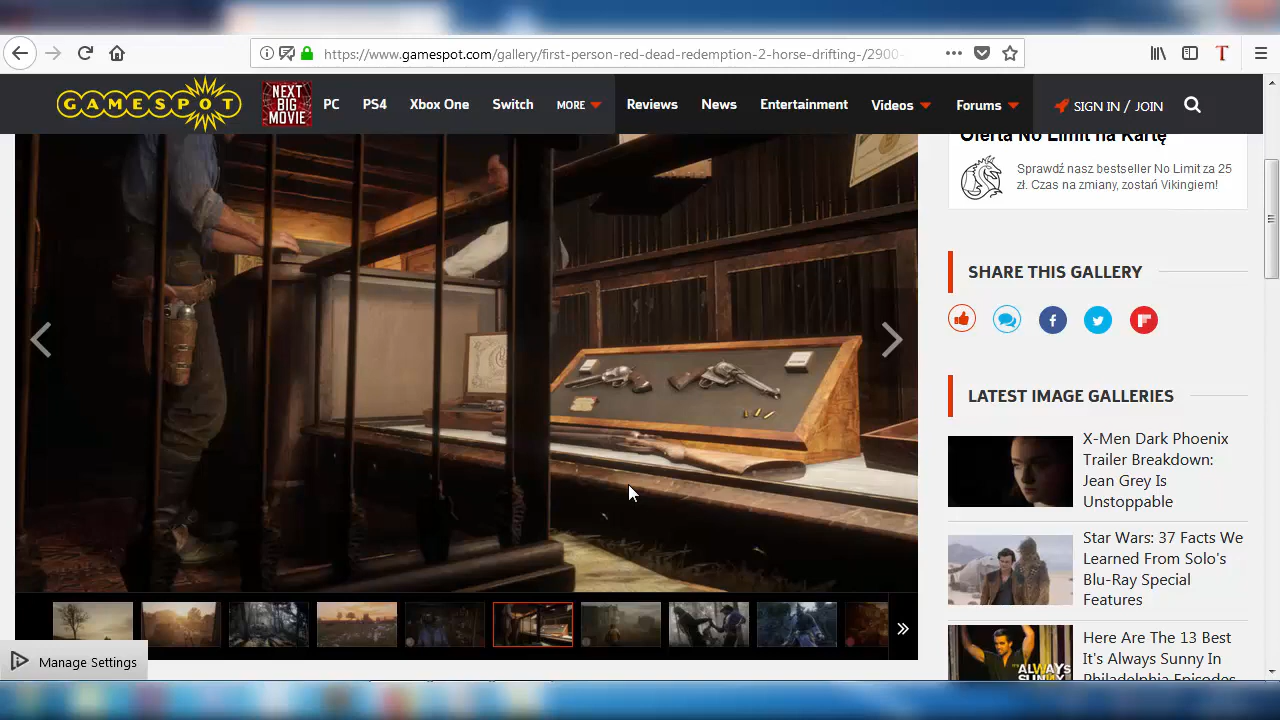 https://www.gamespot.com/gallery/first-person-red-dead-redemption-2-horse-drifting-/2900-
GAMESPOT
NEXT BIG MOVIE
PC
PS4
Xbox One
Switch
MORE
Reviews
News
Entertainment
Videos
Forums
SIGN IN / JOIN
Oferta No Limit na Kartę
Sprawdź nasz bestseller No Limit za 25
zł. Czas na zmiany, zostań Vikingiem!
SHARE THIS GALLERY
LATEST IMAGE GALLERIES
X-Men Dark Phoenix
Trailer Breakdown:
Jean Grey Is
Unstoppable
Star Wars: 37 Facts We
Learned From Solo's
Blu-Ray Special
Features
Here Are The 13 Best
It's Always Sunny In
Philadelphia Episodes
ALWAYS
SUNNY
Manage Settings